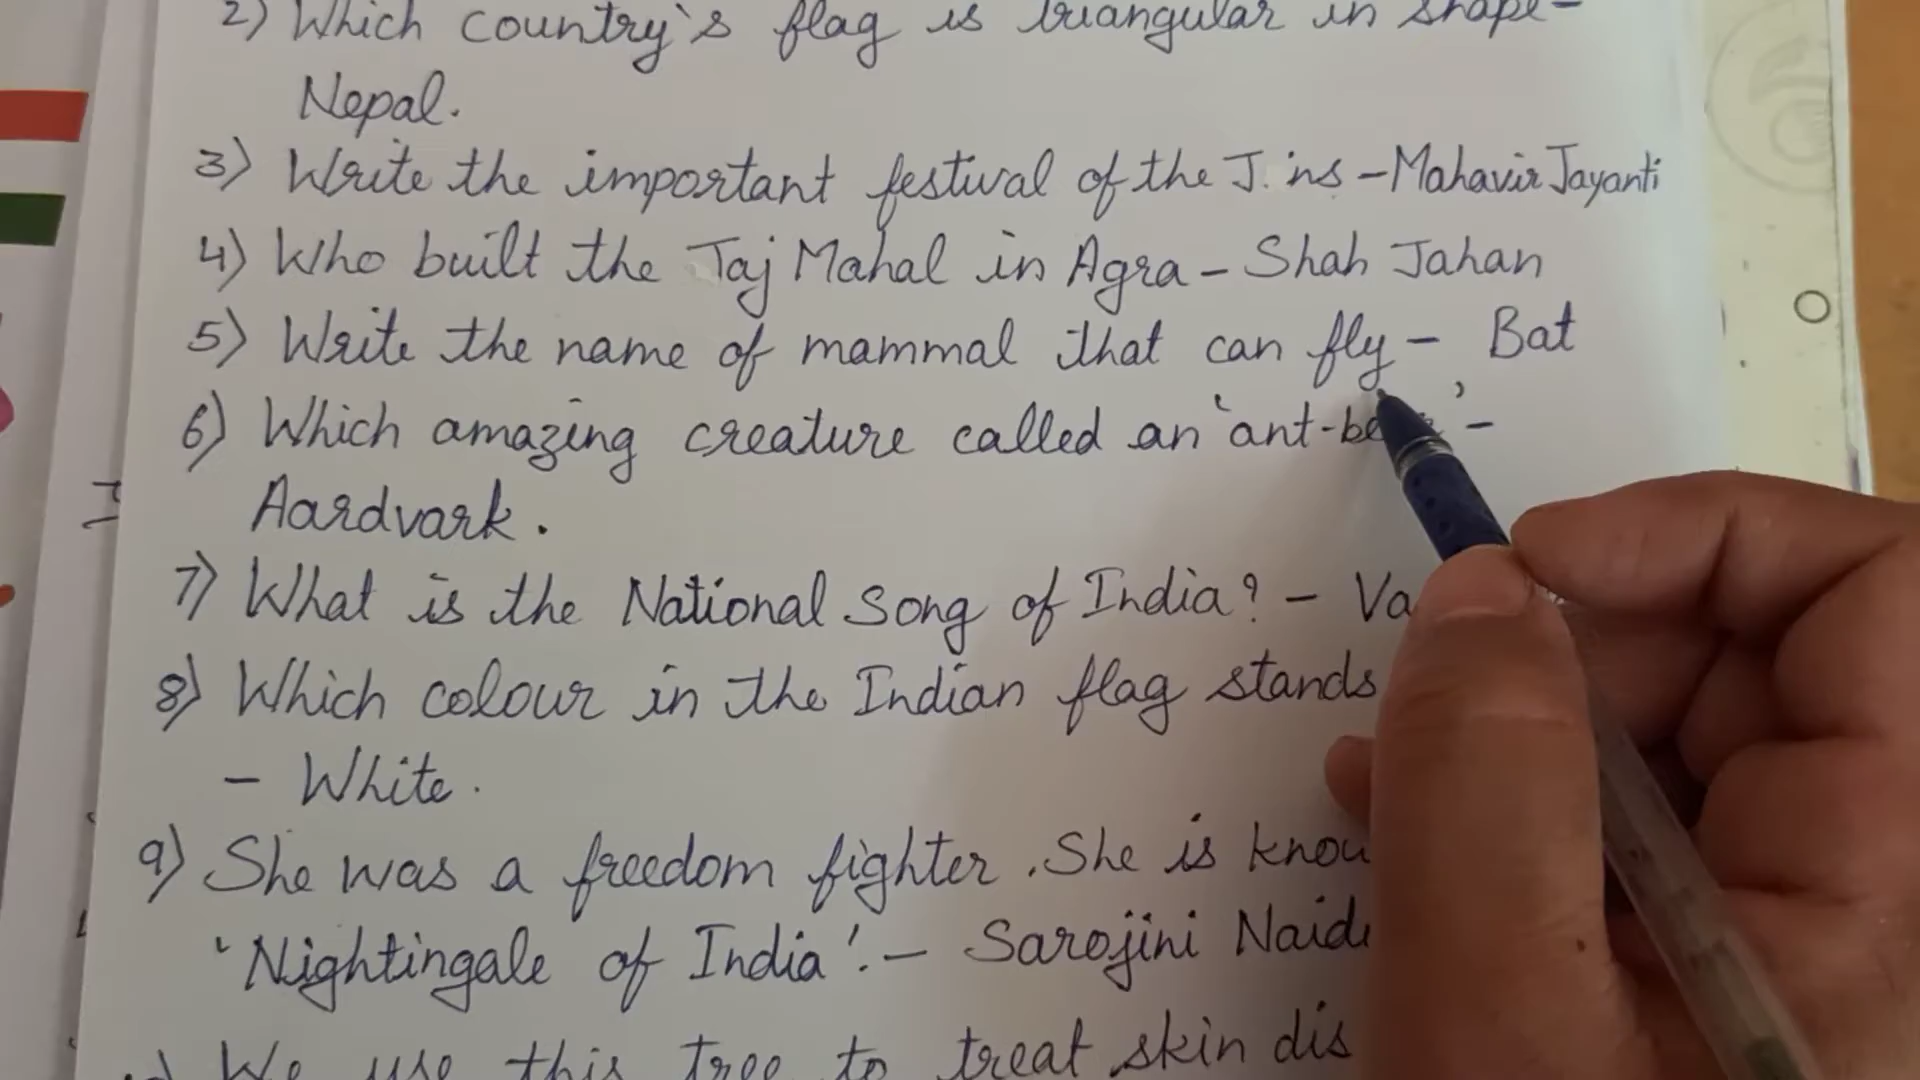 2) Which country's flag is triangular in shape-
Nepal.
3) Write the important festival of the J.ins - Mahavir Jayanti
4) Who built the Taj Mahal in Agra - Shah Jahan
5) Write the name of mammal that can fly - Bat
6) Which amazing creature called an 'ant- ' -
Aardvark.
7) What is the National Song of India? -
8) Which colour in the Indian flag stands
- White.
9) She was a freedom fighter. She is
'Nightingale of India'. - Sarojini
We use this tree to treat skin